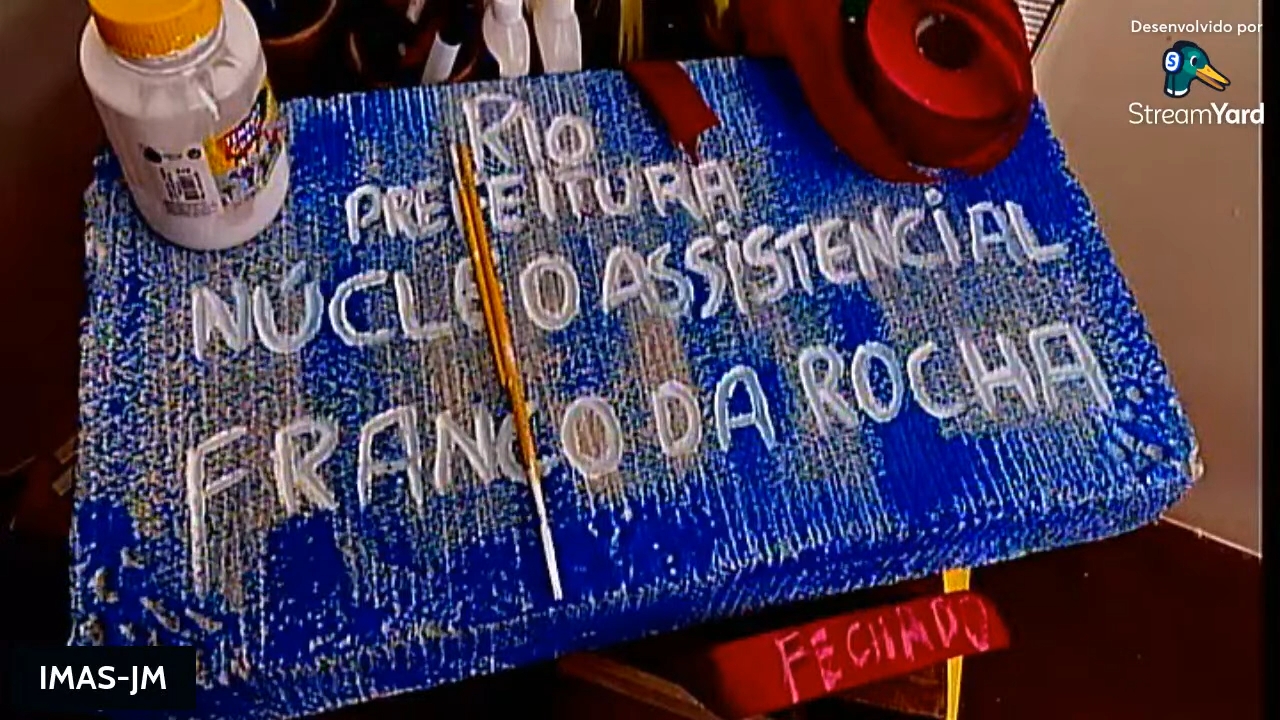 Desenvolvido por
StreamYard
RIO
PREFEITURA
NÚCLEO ASSISTENCIAL
FRANCO DA ROCHA
FECHADO
IMAS-JM